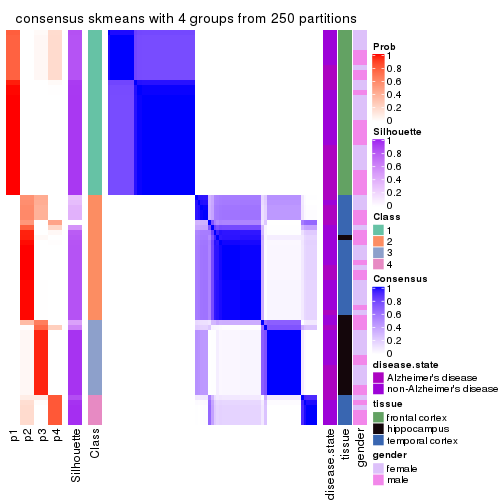 consensus skmeans with 4 groups from 250 partitions
Prob
1
0.8
0.6
0.4
0.2
0
Silhouette
1
0.8
0.6
0.4
0.2
0
Class
1
2
3
4
Consensus
1
0.8
0.6
0.4
0.2
0
disease.state
Alzheimer's disease
non-Alzheimer's disease
tissue
frontal cortex
hippocampus
temporal cortex
gender
female
male
p1
p2
p3
p4
Silhouette
Class
disease.state
tissue
gender